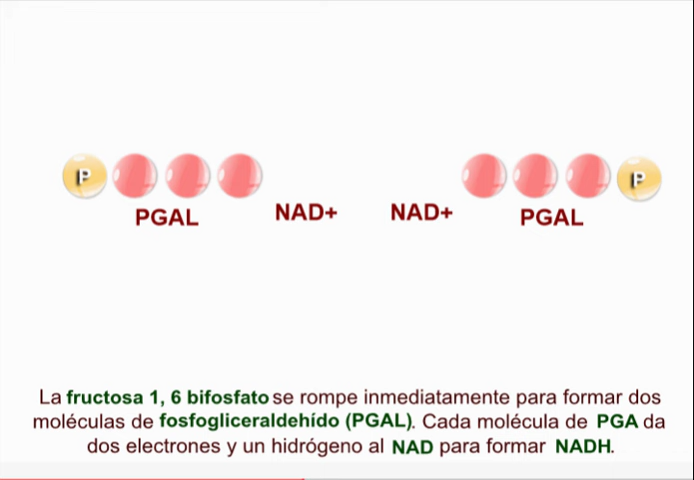 P P
PGAL NAD+ NAD+ PGAL
La fructosa 1, 6 bifosfato se rompe inmediatamente para formar dos
moléculas de fosfogliceraldehído (PGAL). Cada molécula de PGA da
dos electrones y un hidrógeno al NAD para formar NADH.